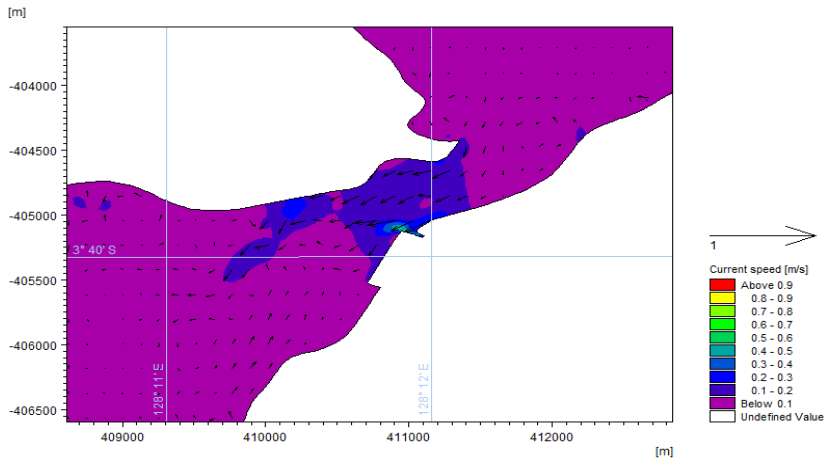 [m]
-404000
-404500
-405000
3° 40' S
-405500
-406000
-406500
128° 11' E
128° 12' E
409000
410000
411000
412000
[m]
1
Current speed [m/s]
Above 0.9
0.8 - 0.9
0.7 - 0.8
0.6 - 0.7
0.5 - 0.6
0.4 - 0.5
0.3 - 0.4
0.2 - 0.3
0.1 - 0.2
Below 0.1
Undefined Value